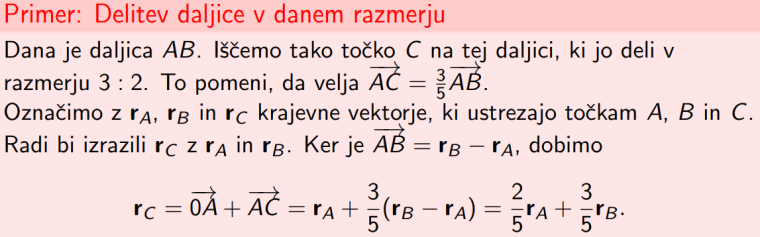 Primer: Delitev daljice v danem razmerju
Dana je daljica AB. Iščemo tako točko C na tej daljici, ki jo deli v
razmerju 3 : 2. To pomeni, da velja $\overrightarrow{AC} = \frac{3}{5}\overrightarrow{AB}$.
Označimo z $\mathbf{r}_A$, $\mathbf{r}_B$ in $\mathbf{r}_C$ krajevne vektorje, ki ustrezajo točkam A, B in C.
Radi bi izrazili $\mathbf{r}_C$ z $\mathbf{r}_A$ in $\mathbf{r}_B$. Ker je $\overrightarrow{AB} = \mathbf{r}_B - \mathbf{r}_A$, dobimo
$\mathbf{r}_C = \overrightarrow{0A} + \overrightarrow{AC} = \mathbf{r}_A + \frac{3}{5}(\mathbf{r}_B - \mathbf{r}_A) = \frac{2}{5}\mathbf{r}_A + \frac{3}{5}\mathbf{r}_B.$